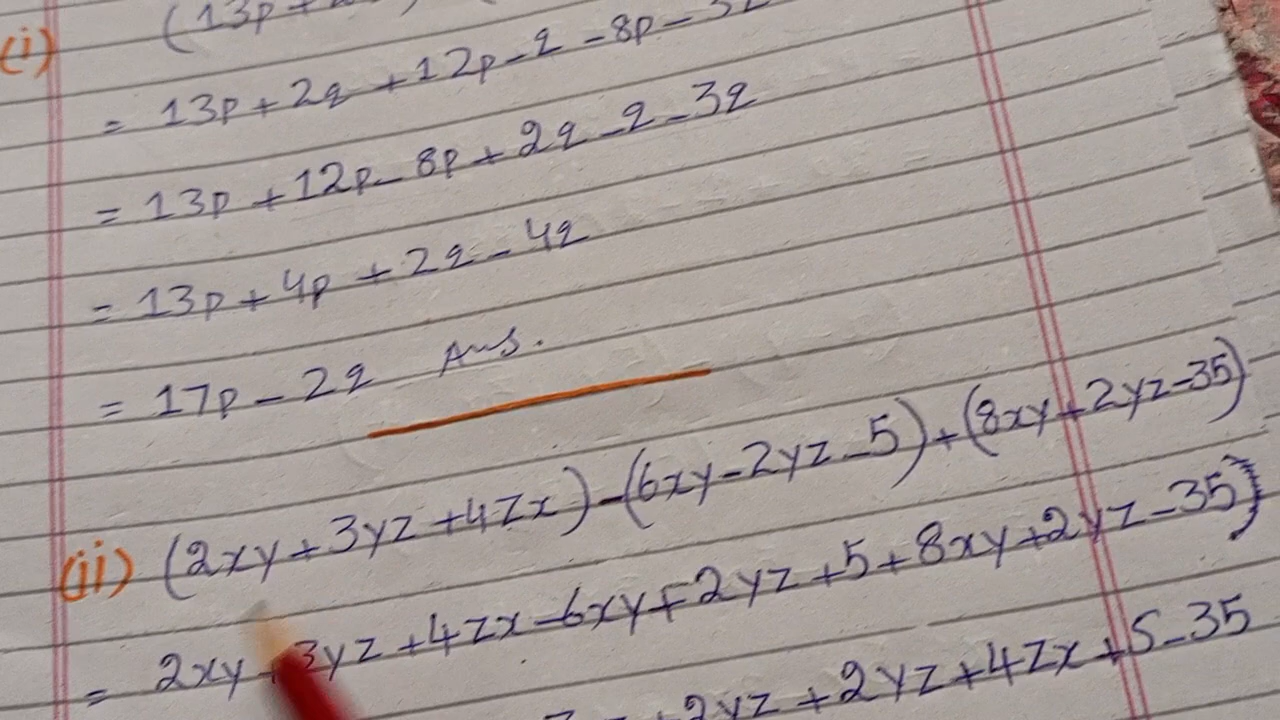 (i) (13p +
= 13p + 2q + 12p - q - 8p - 3q
= 13p + 12p - 8p + 2q - q - 3q
= 13p + 4p + 2q - 4q
= 17p - 2q Ans.
(ii) (2xy + 3yz + 4zx) - (6xy - 2yz - 5) + (8xy + 2yz - 35)
= 2xy + 3yz + 4zx - 6xy + 2yz + 5 + 8xy + 2yz - 35)
+ 2yz + 2yz + 4zx + 5 - 35